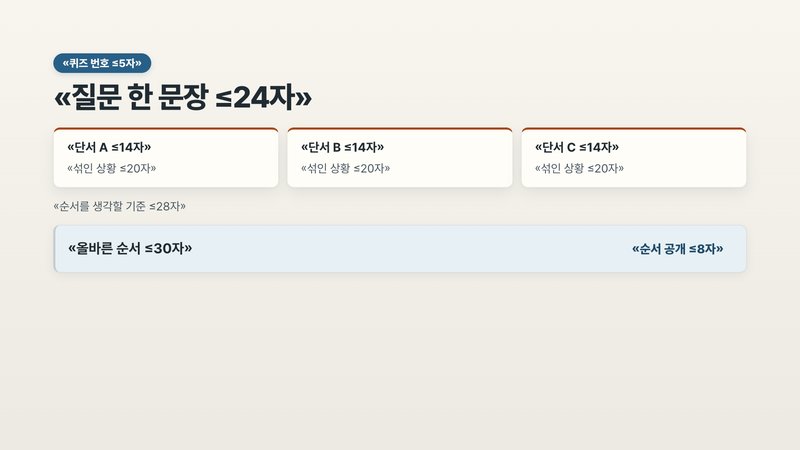 «퀴즈 번호 ≤5자»
«질문 한 문장 ≤24자»
«단서 A ≤14자»
«섞인 상황 ≤20자»
«단서 B ≤14자»
«섞인 상황 ≤20자»
«단서 C ≤14자»
«섞인 상황 ≤20자»
«순서를 생각할 기준 ≤28자»
«올바른 순서 ≤30자»
«순서 공개 ≤8자»